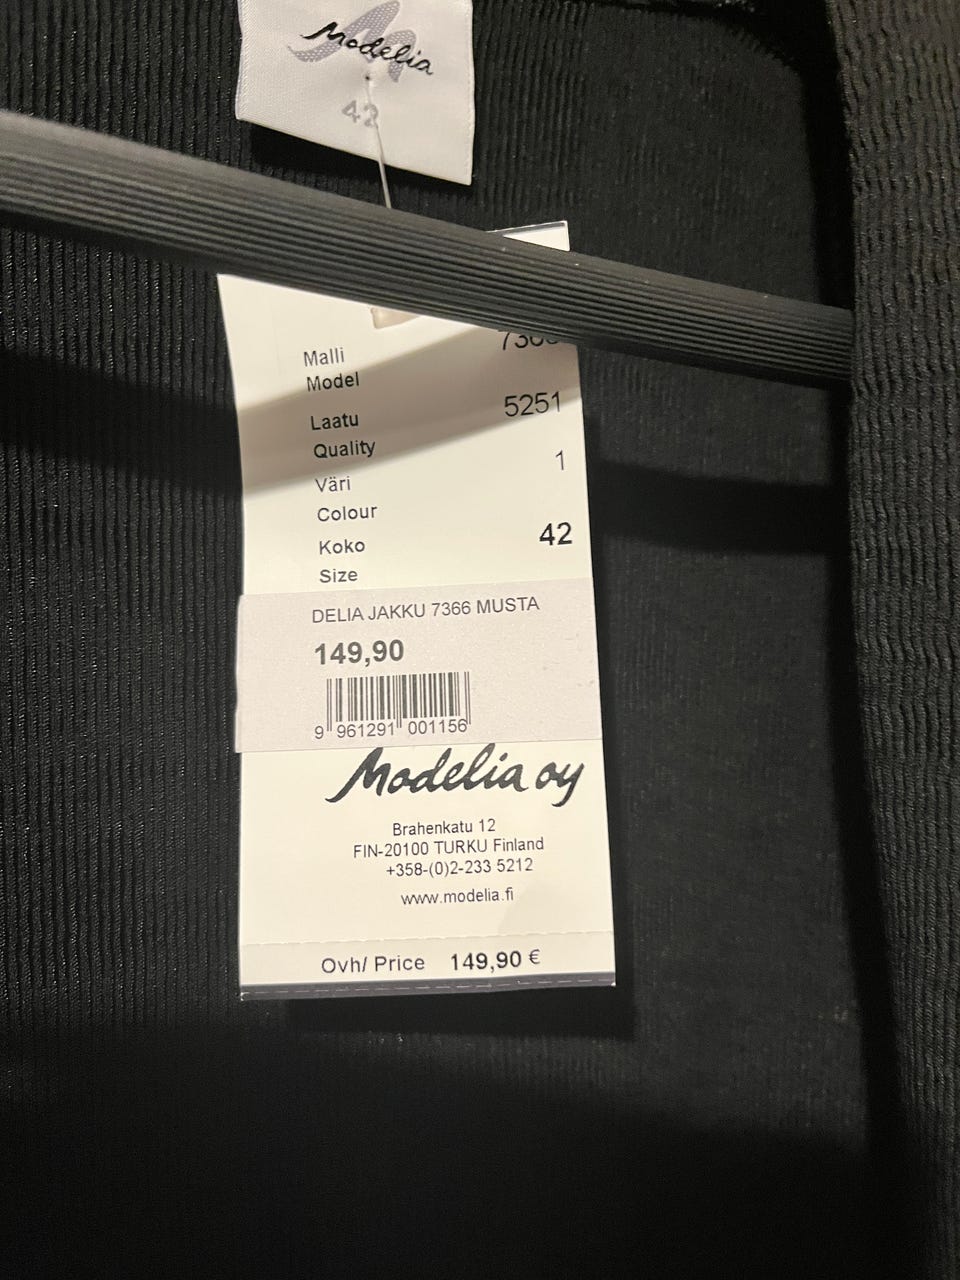 Modelia
42
Malli
Model
Laatu 5251
Quality
Väri 1
Colour
Koko 42
Size
DELIA JAKKU 7366 MUSTA
149,90
9 961291 001156
Modelia oy
Brahenkatu 12
FIN-20100 TURKU Finland
+358-(0)2-233 5212
www.modelia.fi
Ovh/ Price 149,90 €